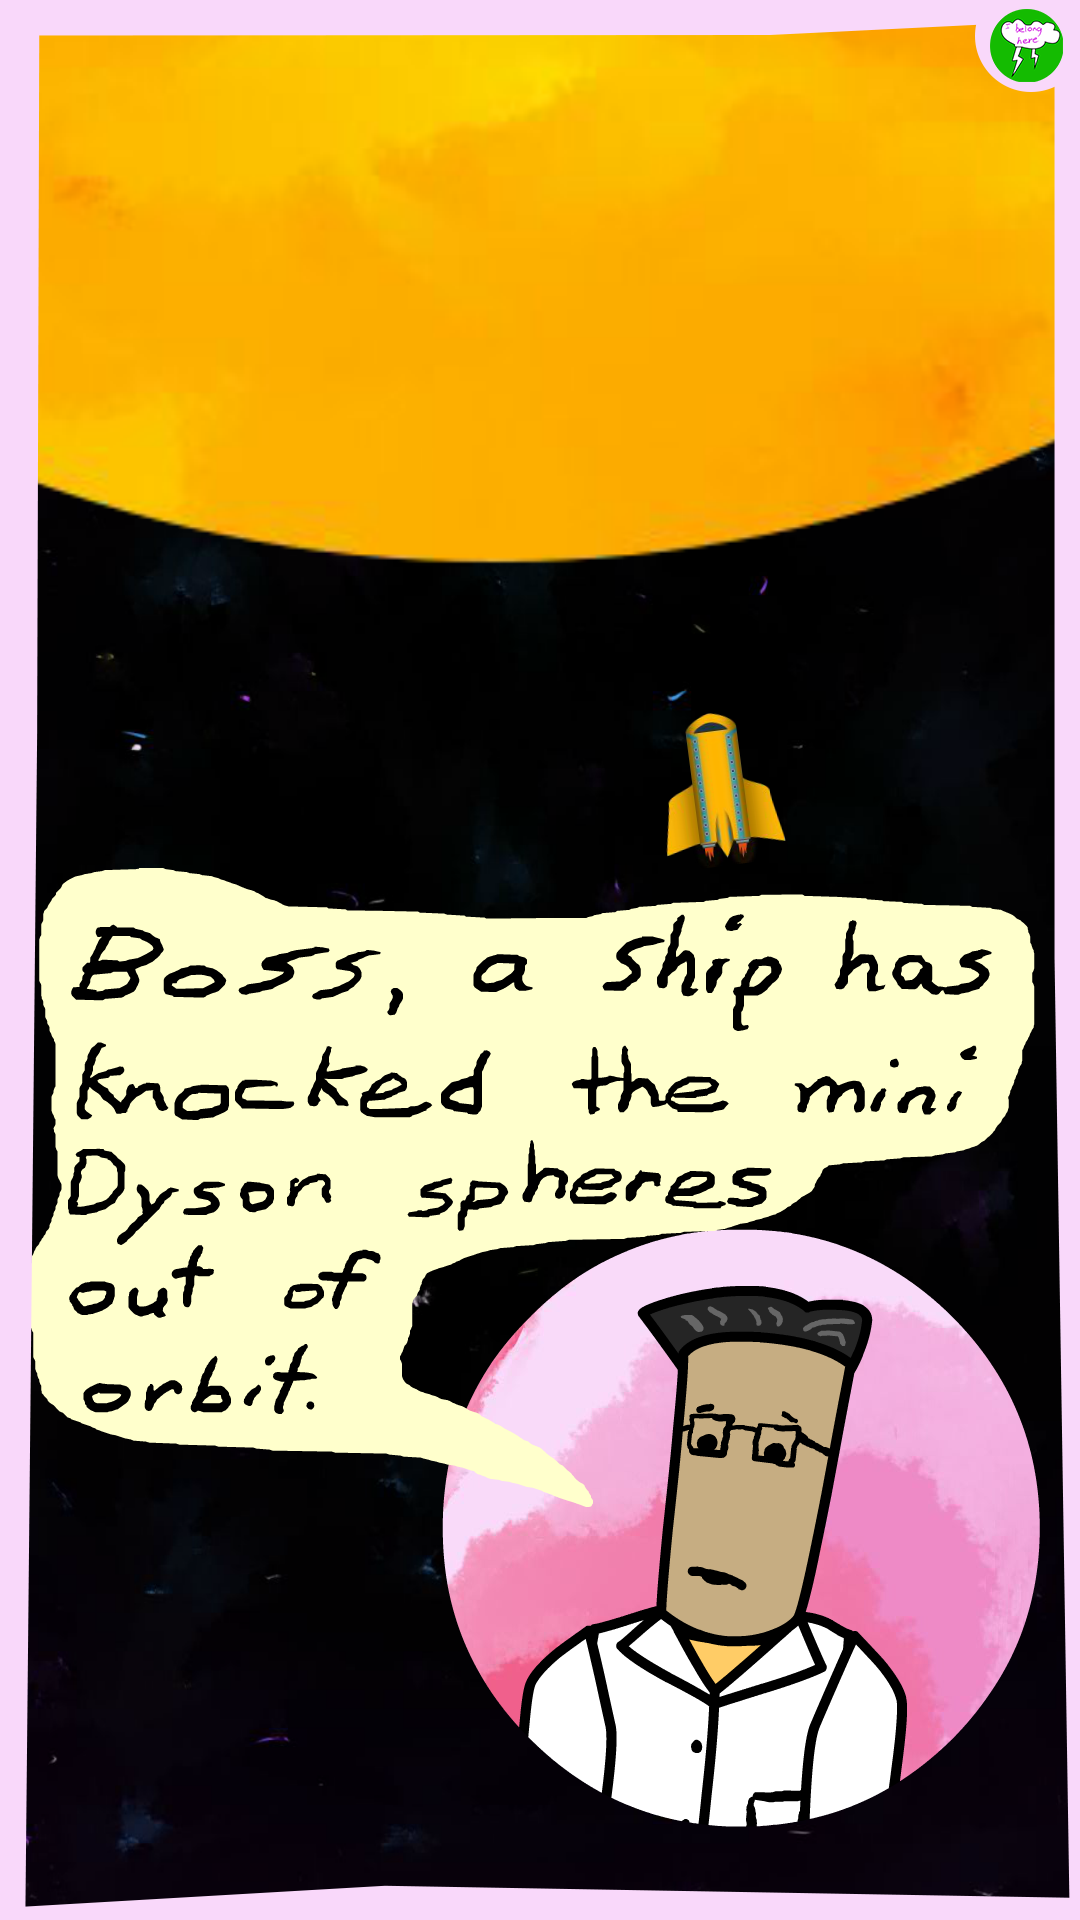 belong
here
Boss, a ship has
knocked the mini
Dyson spheres
out of
orbit.